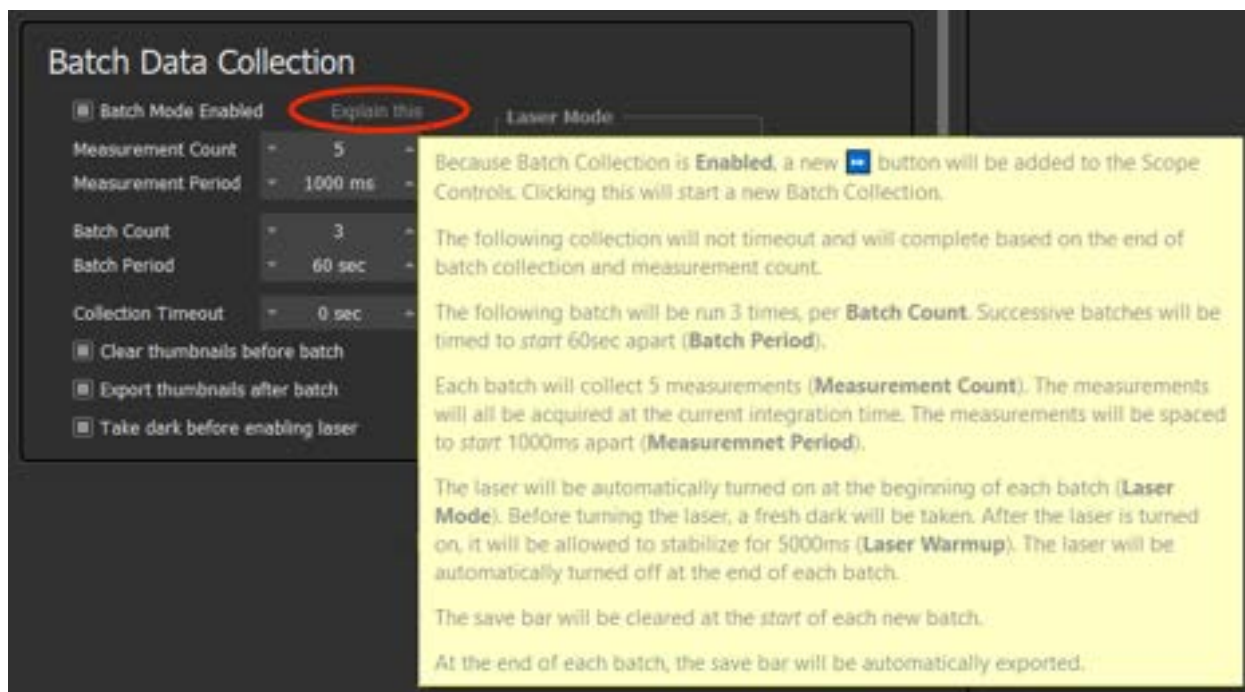 Batch Data Collection
Batch Mode Enabled
Explain this
Laser Mode
Measurement Count 5
Measurement Period 1000 ms
Batch Count 3
Batch Period 60 sec
Collection Timeout 0 sec
Clear thumbnails before batch
Export thumbnails after batch
Take dark before enabling laser
Because Batch Collection is Enabled, a new button will be added to the Scope
Controls. Clicking this will start a new Batch Collection.
The following collection will not timeout and will complete based on the end of
batch collection and measurement count.
The following batch will be run 3 times, per Batch Count. Successive batches will be
timed to start 60sec apart (Batch Period).
Each batch will collect 5 measurements (Measurement Count). The measurements
will all be acquired at the current integration time. The measurements will be spaced
to start 1000ms apart (Measuremnet Period).
The laser will be automatically turned on at the beginning of each batch (Laser
Mode). Before turning the laser, a fresh dark will be taken. After the laser is turned
on, it will be allowed to stabilize for 5000ms (Laser Warmup). The laser will be
automatically turned off at the end of each batch.
The save bar will be cleared at the start of each new batch.
At the end of each batch, the save bar will be automatically exported.